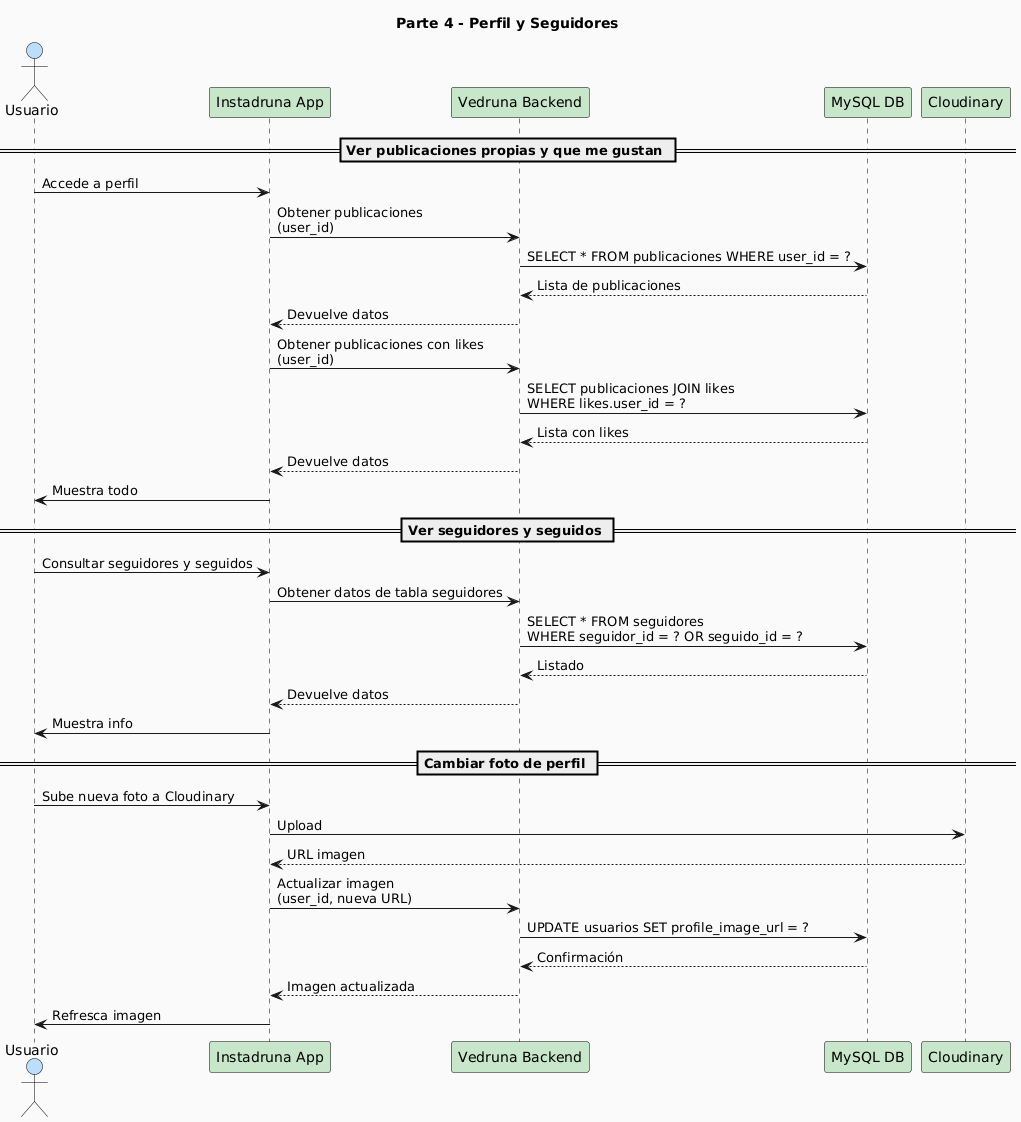 Parte 4 - Perfil y Seguidores
Usuario
Instadruna App
Vedruna Backend
MySQL DB
Cloudinary
Ver publicaciones propias y que me gustan
Accede a perfil
Obtener publicaciones
(user_id)
SELECT * FROM publicaciones WHERE user_id = ?
Lista de publicaciones
Devuelve datos
Obtener publicaciones con likes
(user_id)
SELECT publicaciones JOIN likes
WHERE likes.user_id = ?
Lista con likes
Devuelve datos
Muestra todo
Ver seguidores y seguidos
Consultar seguidores y seguidos
Obtener datos de tabla seguidores
SELECT * FROM seguidores
WHERE seguidor_id = ? OR seguido_id = ?
Listado
Devuelve datos
Muestra info
Cambiar foto de perfil
Sube nueva foto a Cloudinary
Upload
URL imagen
Actualizar imagen
(user_id, nueva URL)
UPDATE usuarios SET profile_image_url = ?
Confirmación
Imagen actualizada
Refresca imagen
Usuario
Instadruna App
Vedruna Backend
MySQL DB
Cloudinary